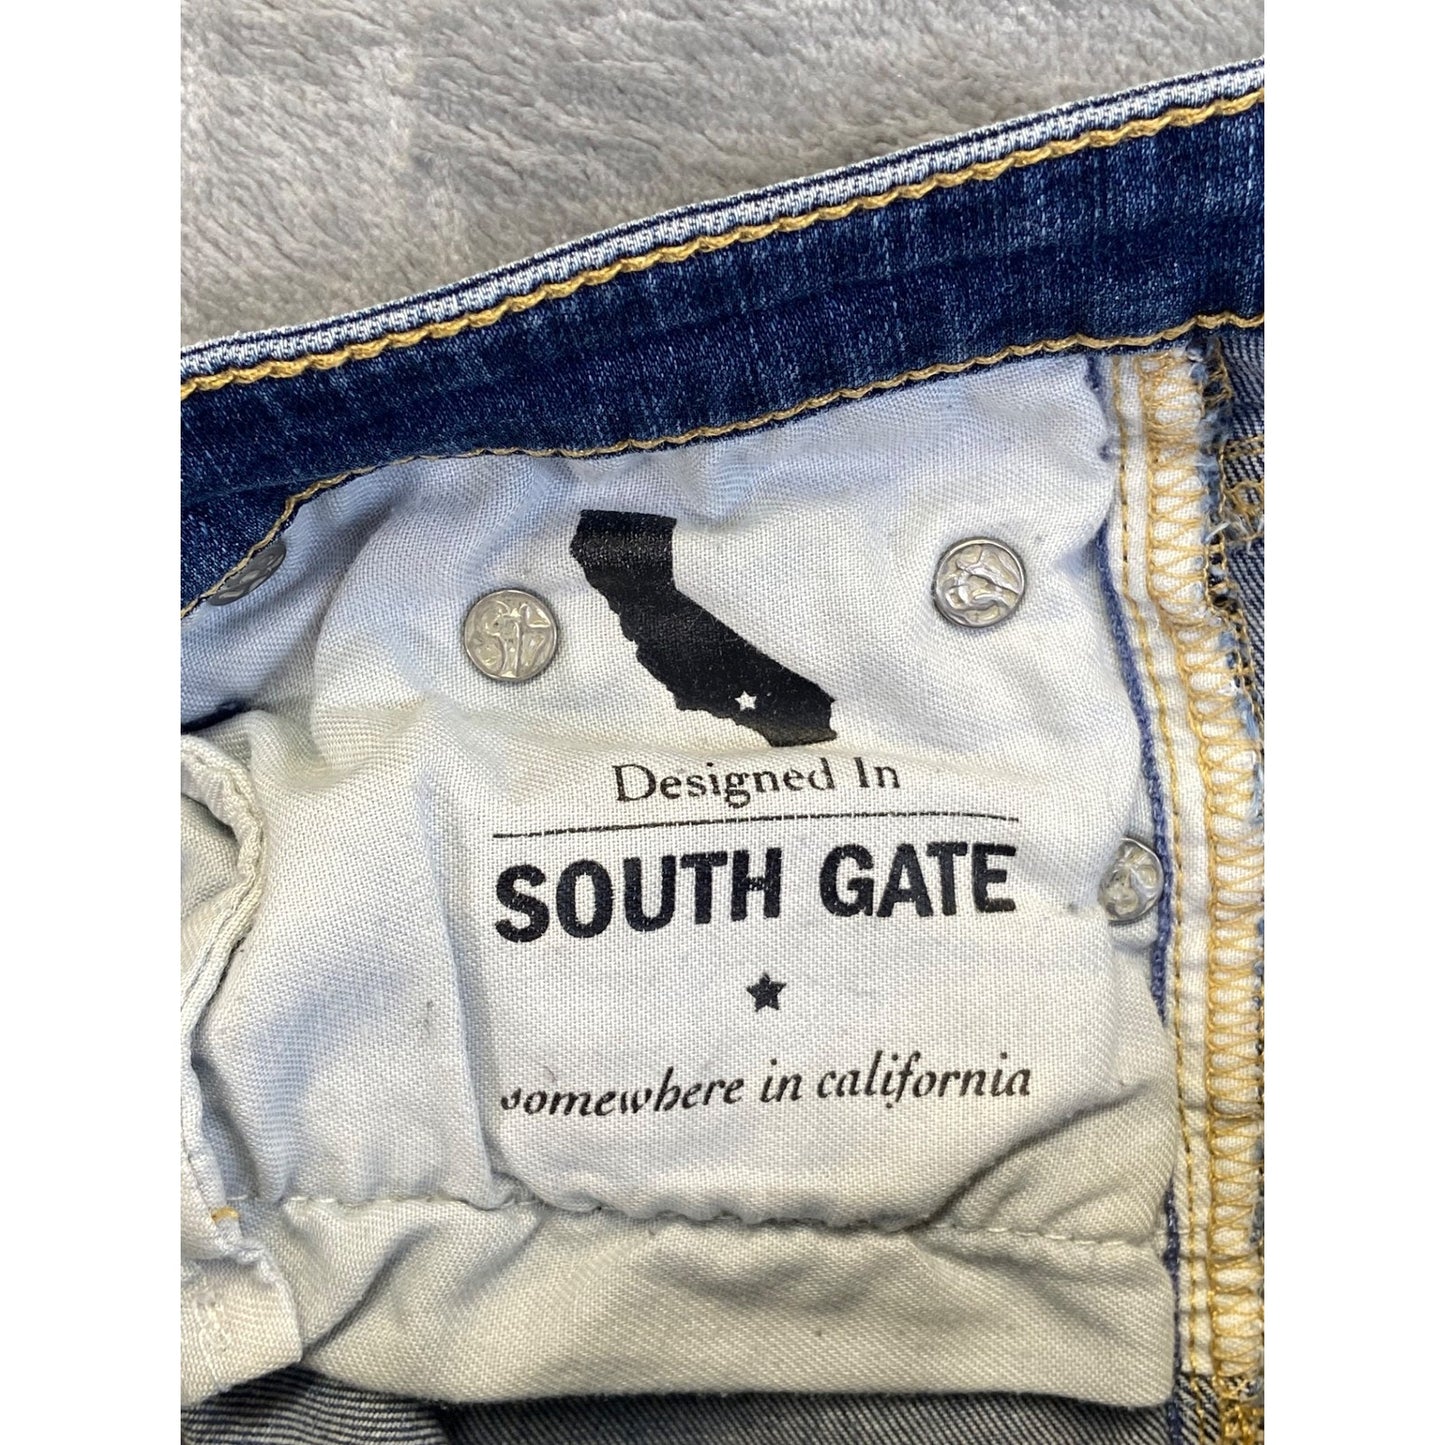 Designed In
SOUTH GATE
somewhere in california